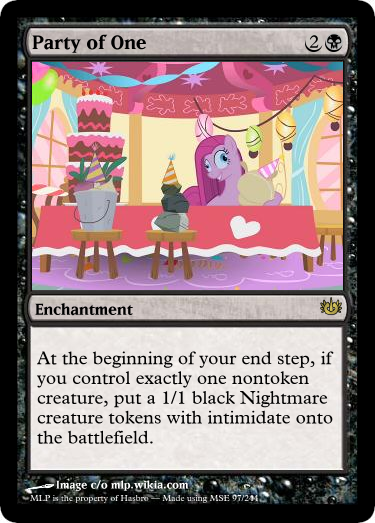 Party of One 2
Enchantment
At the beginning of your end step, if
you control exactly one nontoken
creature, put a 1/1 black Nightmare
creature tokens with intimidate onto
the battlefield.
Image c/o mlp.wikia.com
MLP is the property of Hasbro — Made using MSE 97/244